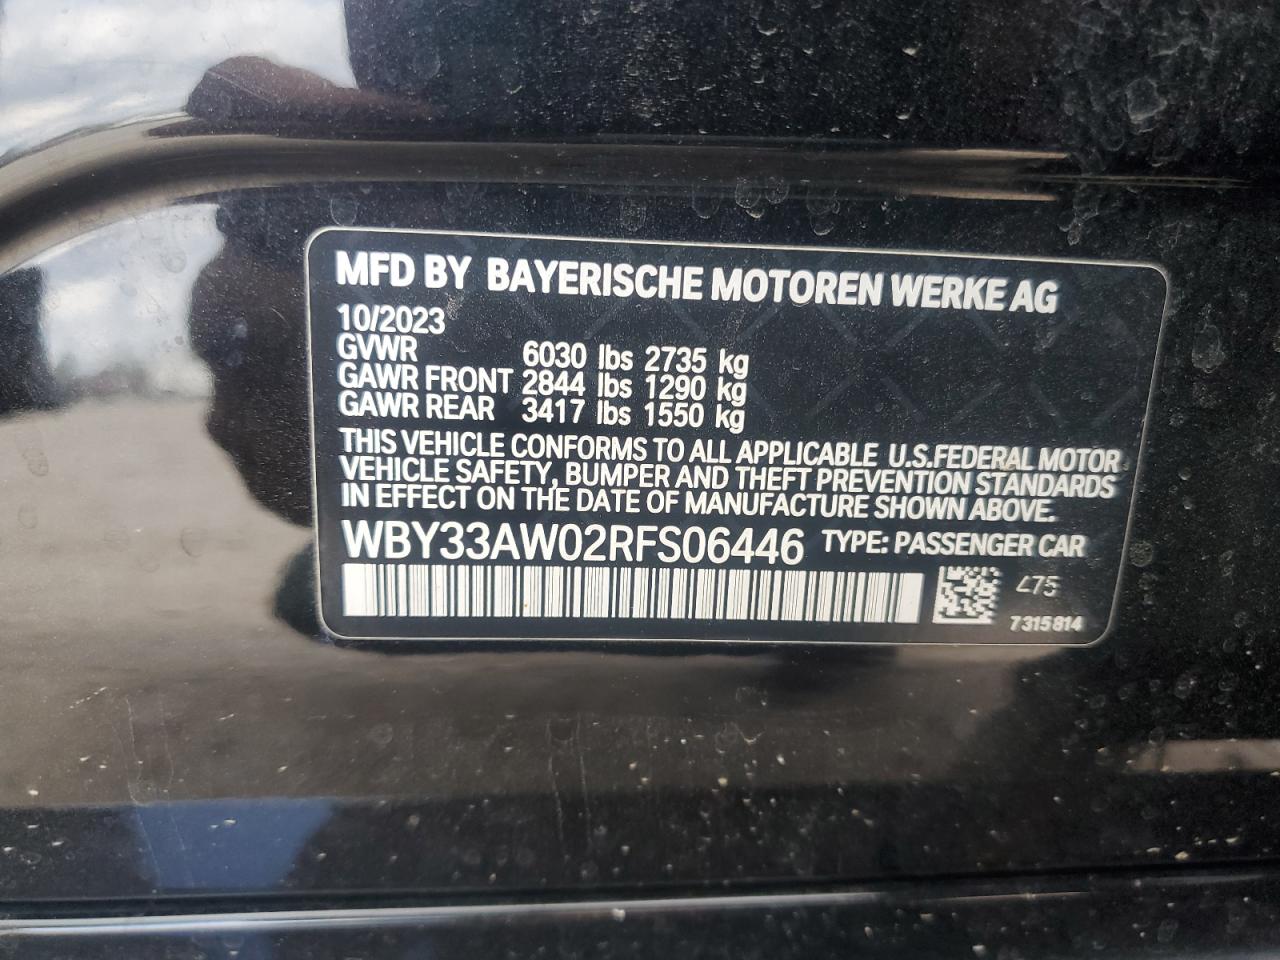 MFD BY BAYERISCHE MOTOREN WERKE AG
10/2023
GVWR 6030 lbs 2735 kg
GAWR FRONT 2844 lbs 1290 kg
GAWR REAR 3417 lbs 1550 kg
THIS VEHICLE CONFORMS TO ALL APPLICABLE U.S.FEDERAL MOTOR
VEHICLE SAFETY, BUMPER AND THEFT PREVENTION STANDARDS
IN EFFECT ON THE DATE OF MANUFACTURE SHOWN ABOVE.
WBY33AW02RFS06446 TYPE: PASSENGER CAR
475
7315814